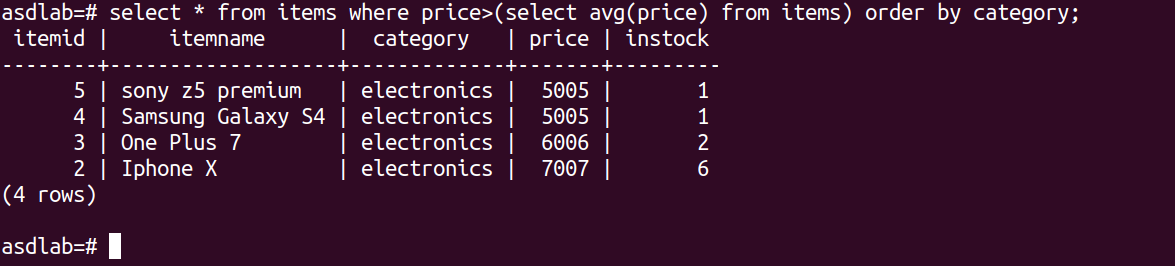 asdlab=# select * from items where price>(select avg(price) from items) order by category;
 itemid |     itemname      |  category   | price | instock
--------+-------------------+-------------+-------+---------
      5 | sony z5 premium   | electronics |  5005 |       1
      4 | Samsung Galaxy S4 | electronics |  5005 |       1
      3 | One Plus 7        | electronics |  6006 |       2
      2 | Iphone X          | electronics |  7007 |       6
(4 rows)

asdlab=#